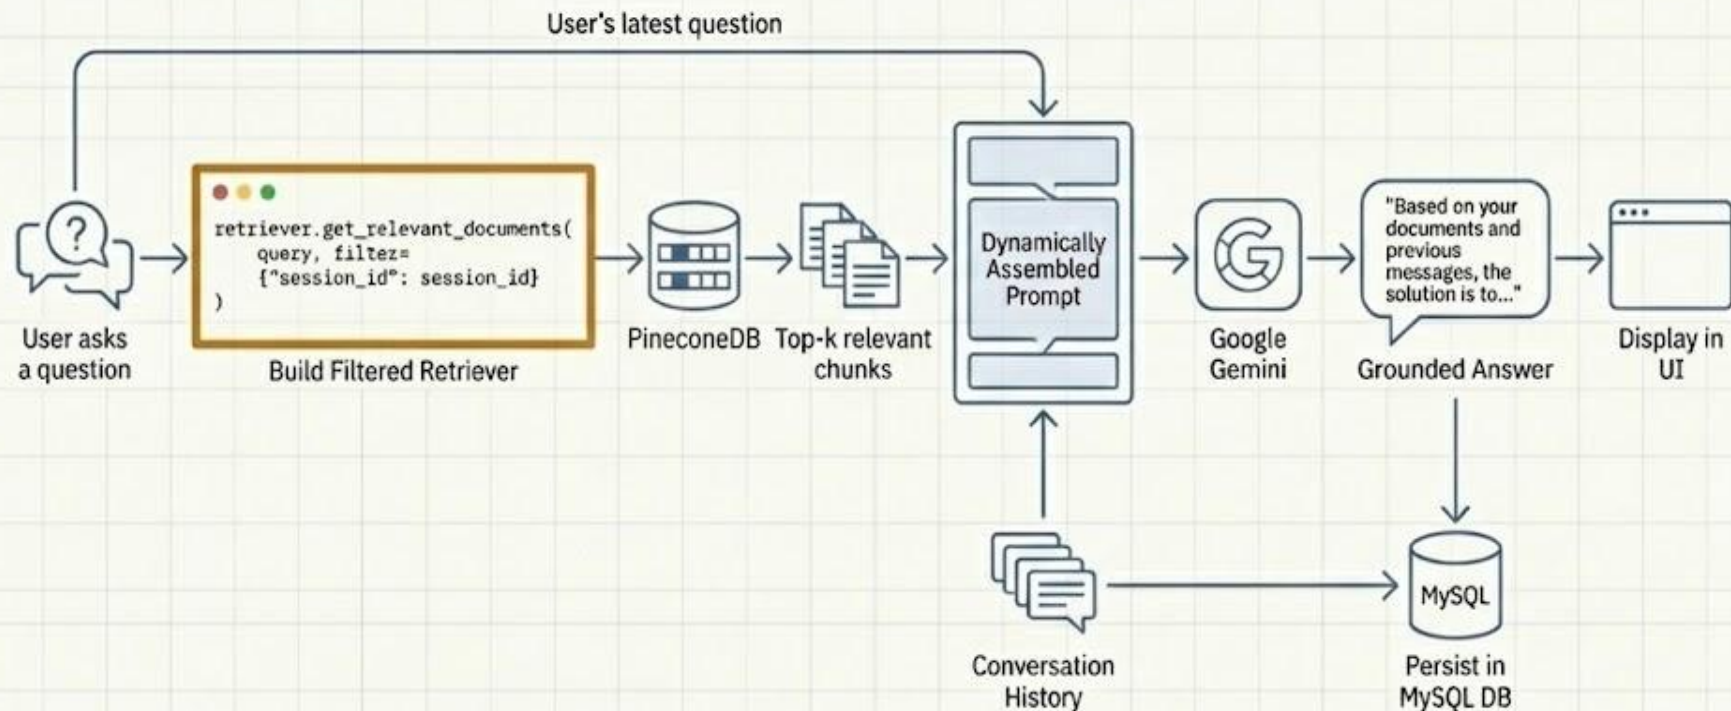 User's latest question
retriever.get_relevant_documents(
query, filtez=
{"session_id": session_id}
)
User asks
a question
Build Filtered Retriever
PineconeDB
Top-k relevant
chunks
Dynamically
Assembled
Prompt
G
Google
Gemini
"Based on your
documents and
previous
messages, the
solution is to..."
Grounded Answer
Display in
UI
?
Conversation
History
MySQL
Persist in
MySQL DB